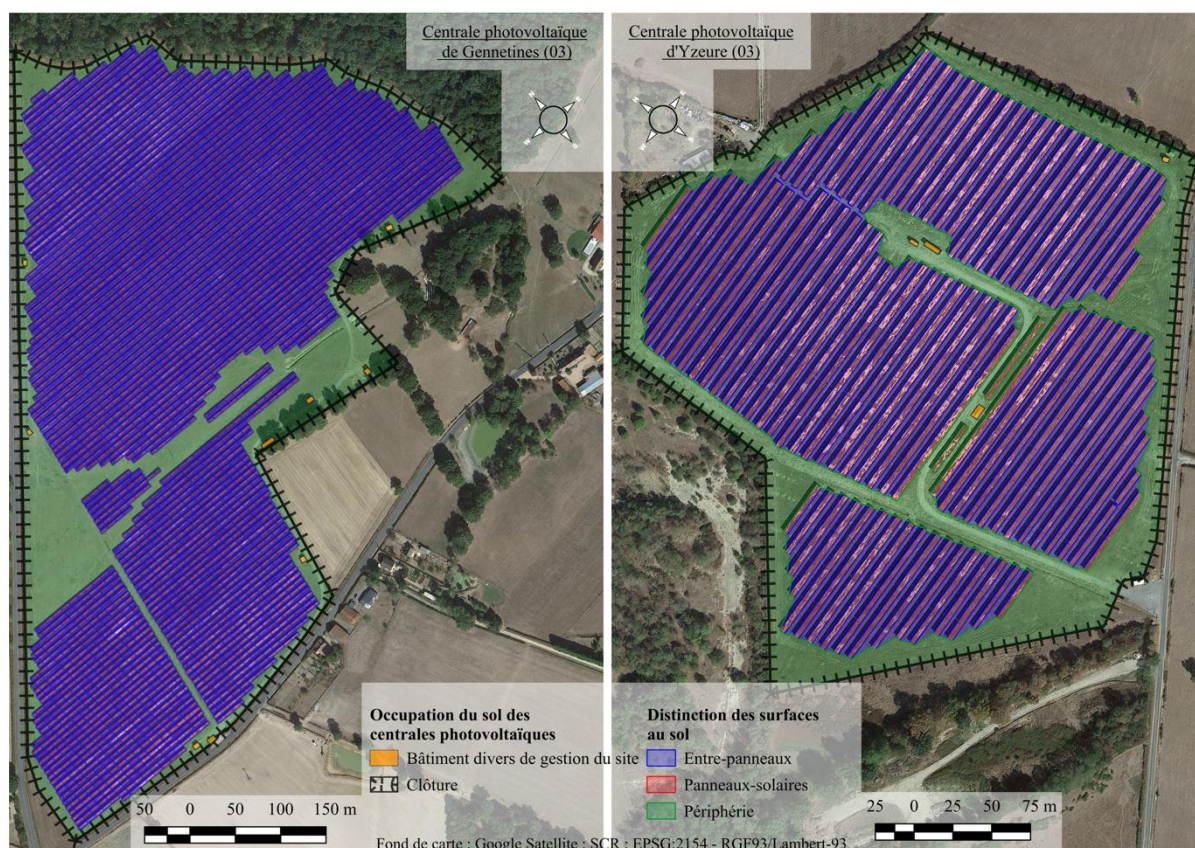 Centrale photovoltaïque
de Gennetines (03)
Centrale photovoltaïque
d'Yzeure (03)
Occupation du sol des
centrales photovoltaïques
Bâtiment divers de gestion du site
Clôture
Distinction des surfaces
au sol
Entre-panneaux
Panneaux-solaires
Périphérie
50 0 50 100 150 m
25 0 25 50 75 m
Fond de carte : Google Satellite ; SCR : EPSG:2154 - RGF93/Lambert-93